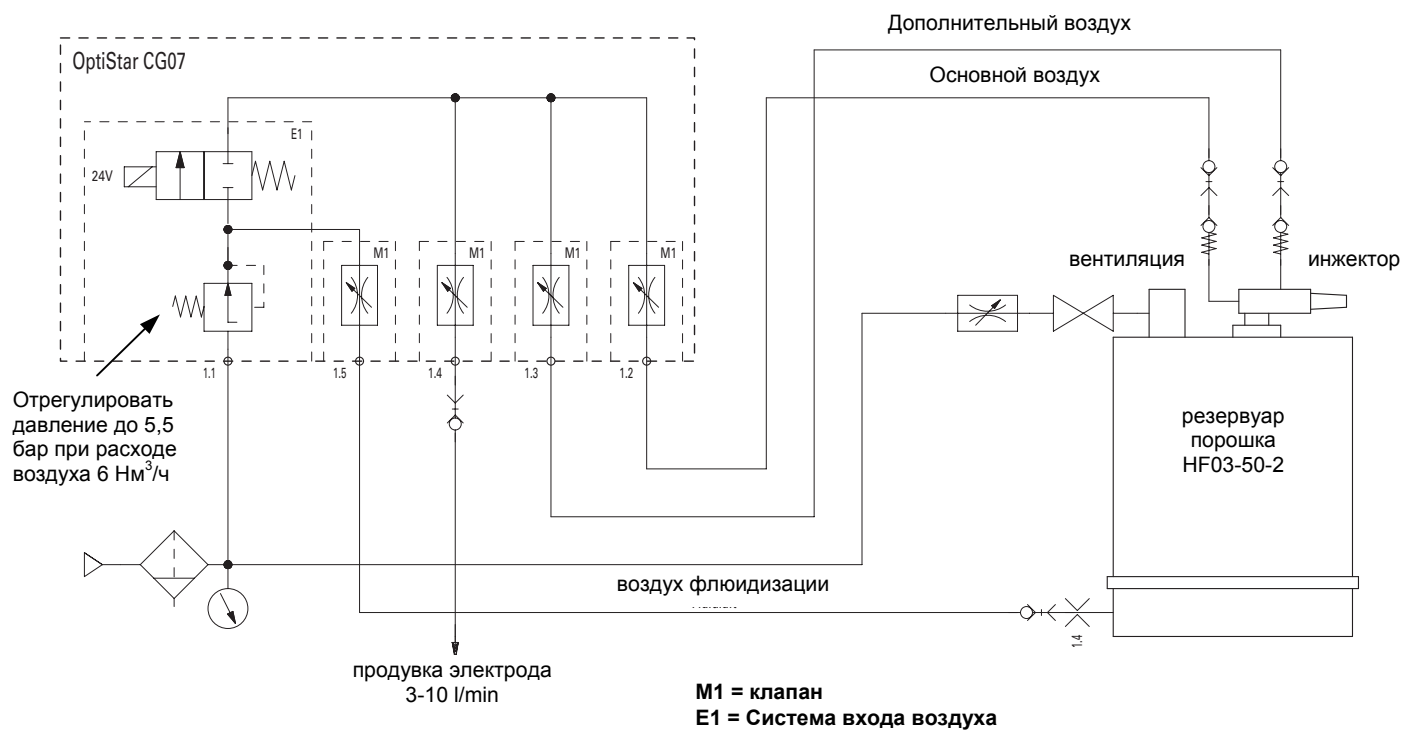 Дополнительный воздух
OptiStar CG07
Основной воздух
E1
24V
M1
M1
M1
M1
вентиляция
инжектор
1.1
1.5
1.4
1.3
1.2
Отрегулировать
давление до 5,5
бар при расходе
воздуха 6 Нм³/ч
резервуар
порошка
HF03-50-2
воздух флюидизации
1.4
продувка электрода
3-10 l/min
M1 = клапан
E1 = Система входа воздуха